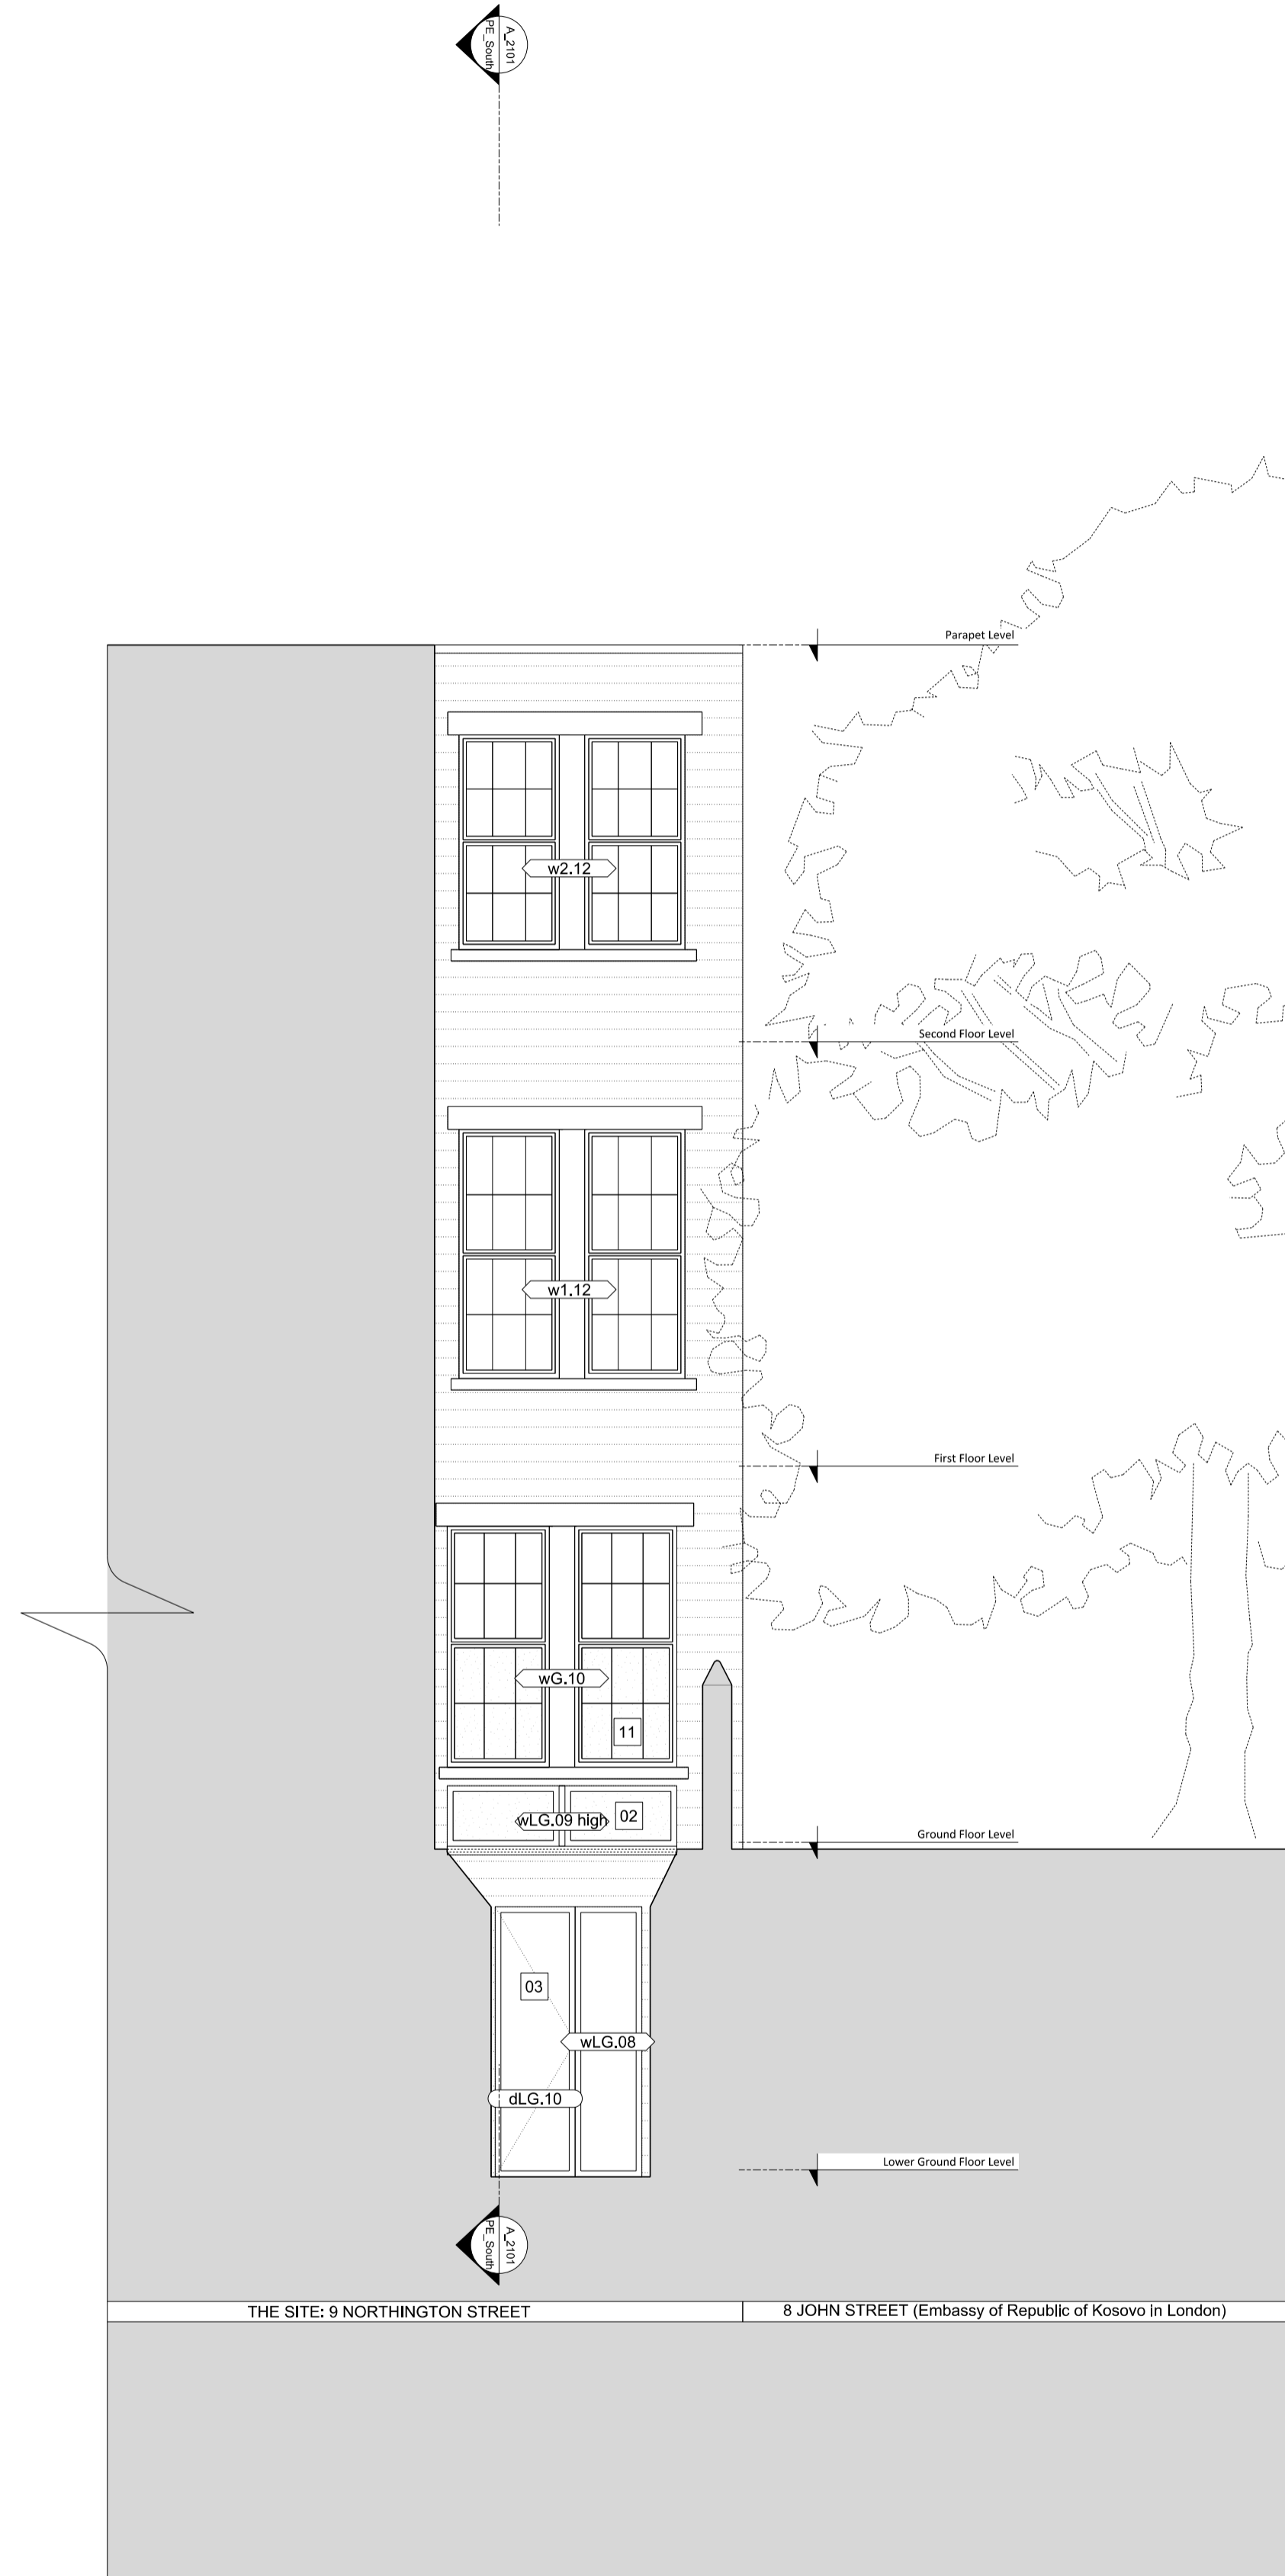 A_2101
PE_South
Parapet Level
w2.12
Second Floor Level
w1.12
First Floor Level
wG.10
11
wLG.09 high
02
Ground Floor Level
03
wLG.08
dLG.10
Lower Ground Floor Level
A_2101
PE_South
THE SITE: 9 NORTHINGTON STREET
8 JOHN STREET (Embassy of Republic of Kosovo in London)